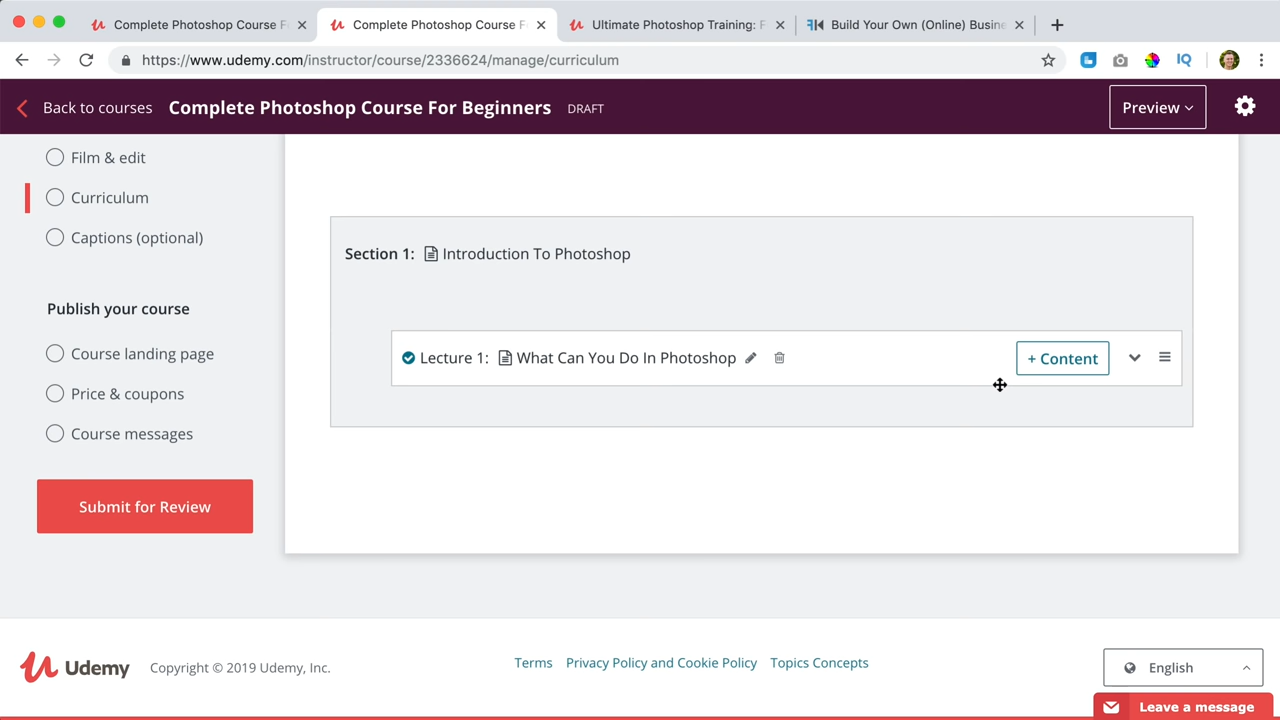 Complete Photoshop Course F
Complete Photoshop Course F
Ultimate Photoshop Training: F
Build Your Own (Online) Busine
https://www.udemy.com/instructor/course/2336624/manage/curriculum
IQ
Back to courses
Complete Photoshop Course For Beginners
DRAFT
Preview
Film & edit
Curriculum
Captions (optional)
Publish your course
Course landing page
Price & coupons
Course messages
Submit for Review
Section 1: Introduction To Photoshop
Lecture 1: What Can You Do In Photoshop
+ Content
Udemy
Copyright © 2019 Udemy, Inc.
Terms
Privacy Policy and Cookie Policy
Topics Concepts
English
Leave a message